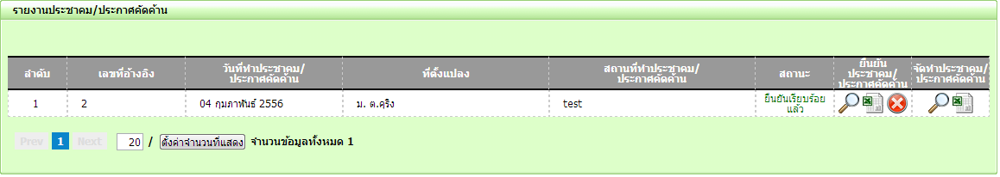 รายงานประชาคม/ประกาศคัดค้าน
ลำดับ
เลขที่อ้างอิง
วันที่ทำประชาคม/
ประกาศคัดค้าน
ที่ตั้งแปลง
สถานที่ทำประชาคม/
ประกาศคัดค้าน
สถานะ
ยืนยัน
ประชาคม/
ประกาศคัดค้าน
จัดทำประชาคม/
ประกาศคัดค้าน
1
2
04 กุมภาพันธ์ 2556
ม. ต.คุริง
test
ยืนยันเรียบร้อย
แล้ว
Prev 1 Next 20 / ตั้งค่าจำนวนที่แสดง จำนวนข้อมูลทั้งหมด 1